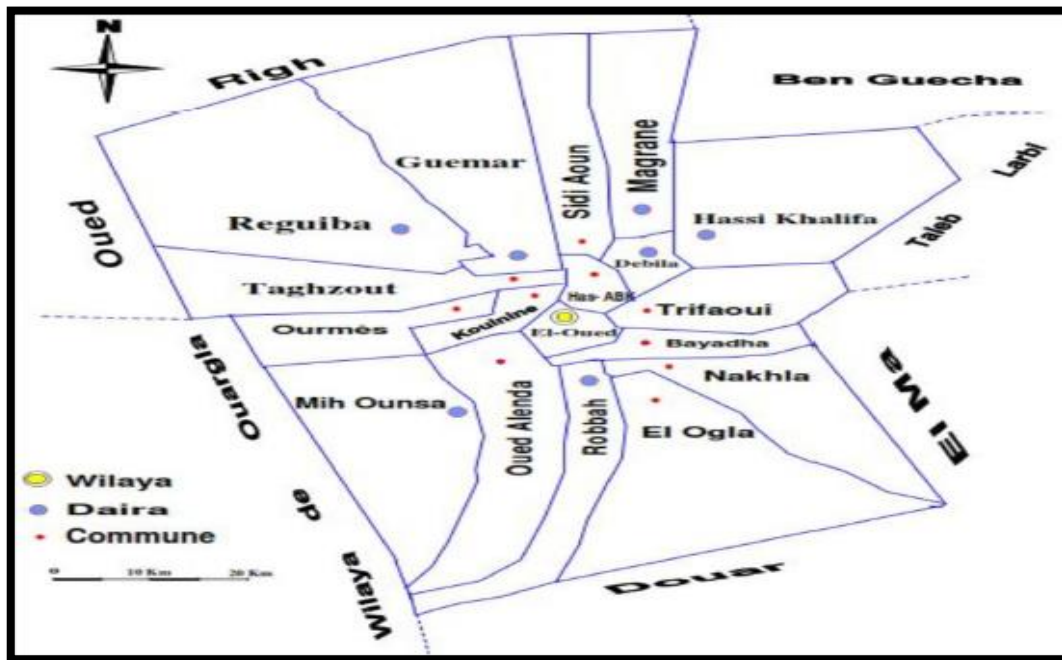 N
Righ
Ben Guecha
Oued
Guemar
Sidi Aoun
Magrane
Larbi
Taleb
Reguiba
Hassi Khalifa
Debila
Taghzout
Has- ABK
Trifaoui
Ourmès
Kouinine
El-Oued
Bayadha
Nakhla
El Ma
Mih Ounsa
Oued Alenda
Robbah
El Ogla
Wilaya de Ouargla
Douar
Wilaya
Daira
Commune
0 10 Km 20 Km